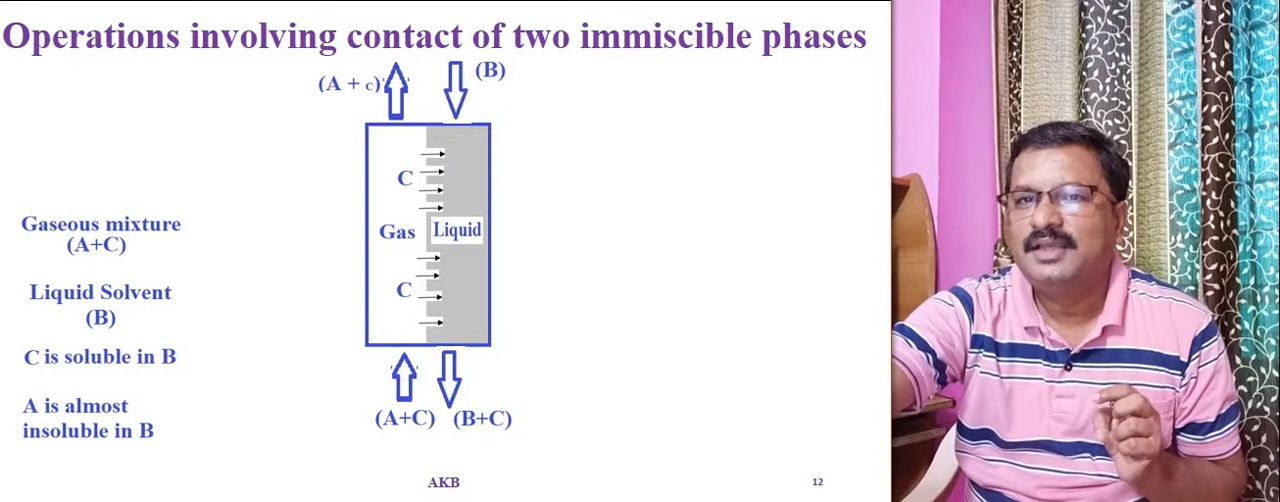 Operations involving contact of two immiscible phases
(A + c)
(B)
C
Gaseous mixture
(A+C)
Gas
Liquid
Liquid Solvent
(B)
C
C is soluble in B
A is almost
insoluble in B
(A+C)
(B+C)
AKB
12